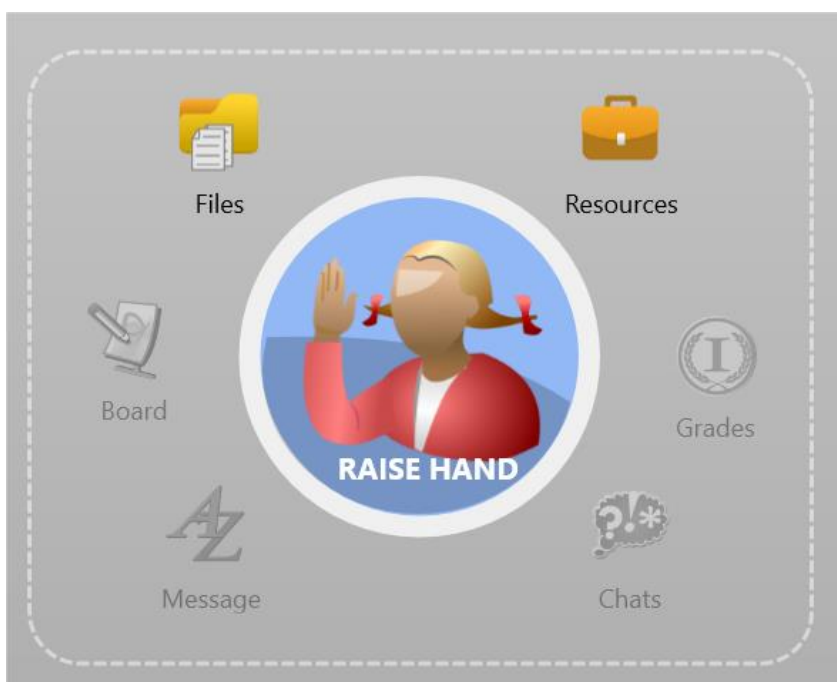 Files
Resources
Board
Grades
RAISE HAND
Message
Chats